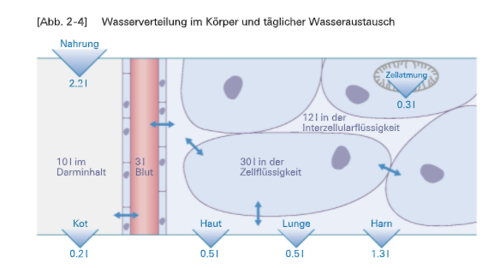 [Abb. 2-4] Wasserverteilung im Körper und täglicher Wasseraustausch
Nahrung
2.2 l
Zellatmung
0.3 l
12 l in der
Interzellularflüssigkeit
10 l im
Darminhalt
3 l
Blut
30 l in der
Zellflüssigkeit
Kot
0.2 l
Haut
0.5 l
Lunge
0.5 l
Harn
1.3 l